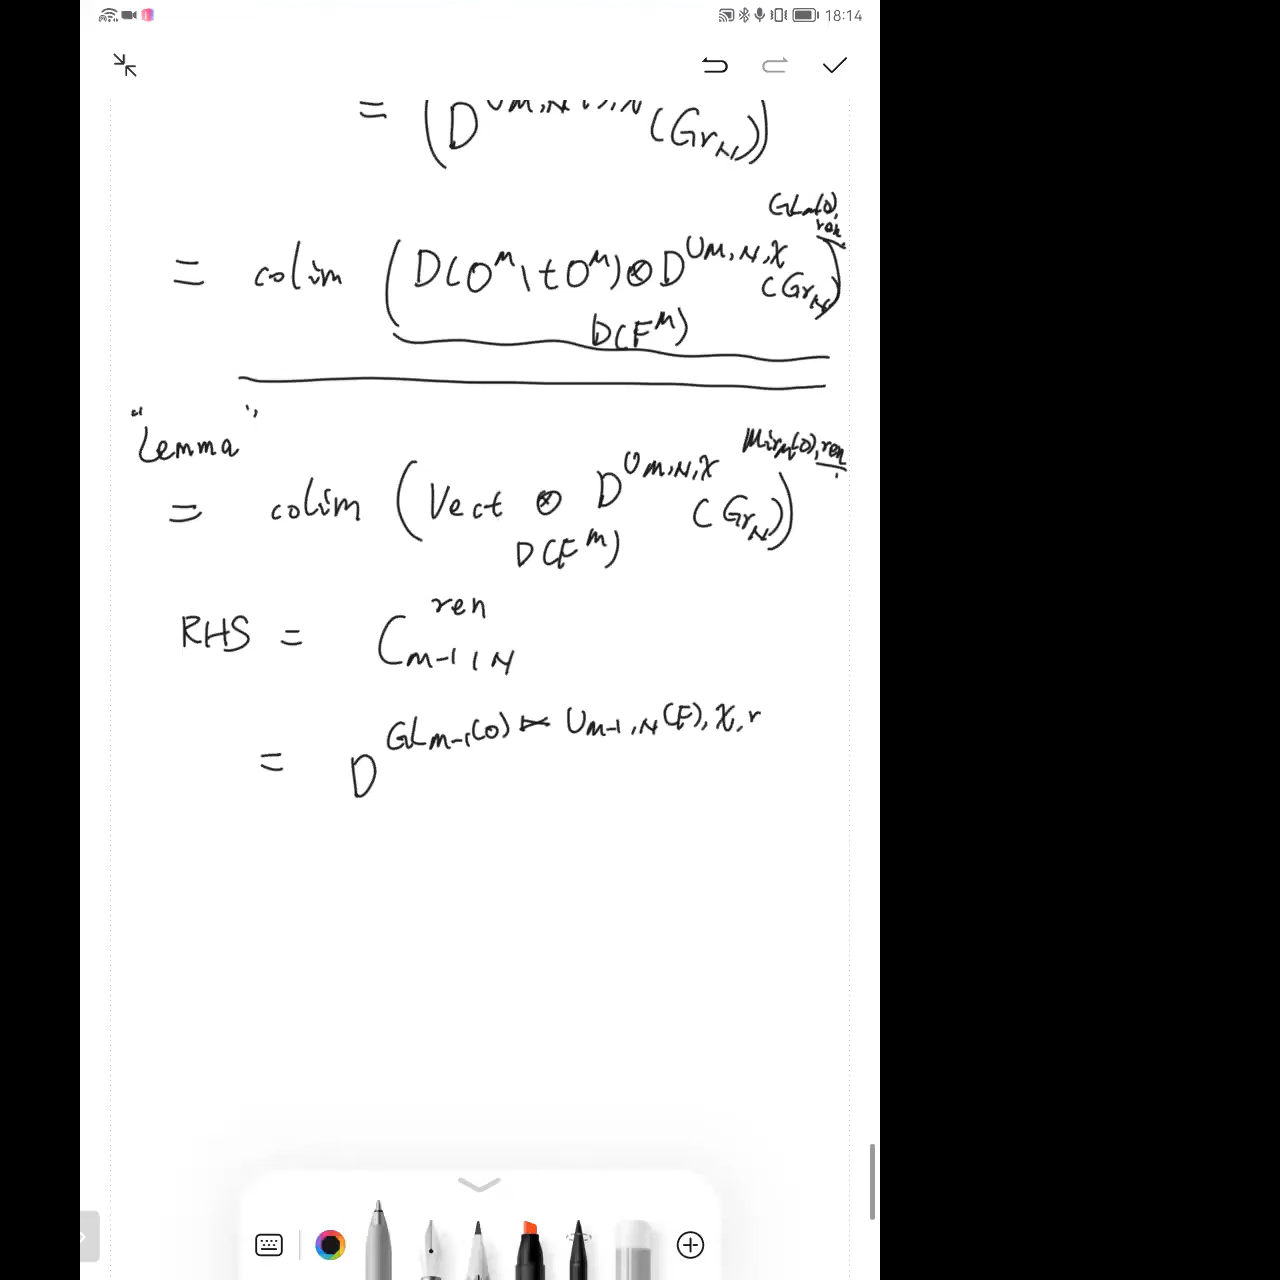 18:14
= (D (Gr_N))
= colim (D(O^M \ tO^M) ⊗_{D(F^M)} D^{U_{M,N},χ} (Gr_N))^{GL_M(O), ren}
"Lemma"
= colim (Vect ⊗_{D(F^M)} D^{U_{M,N},χ} (Gr_N))^{Mir_M(O), ren}
RHS = C^{ren}_{M-1|N}
= D^{GL_{M-1}(O) ⋉ U_{M-1,N}(F), χ, r